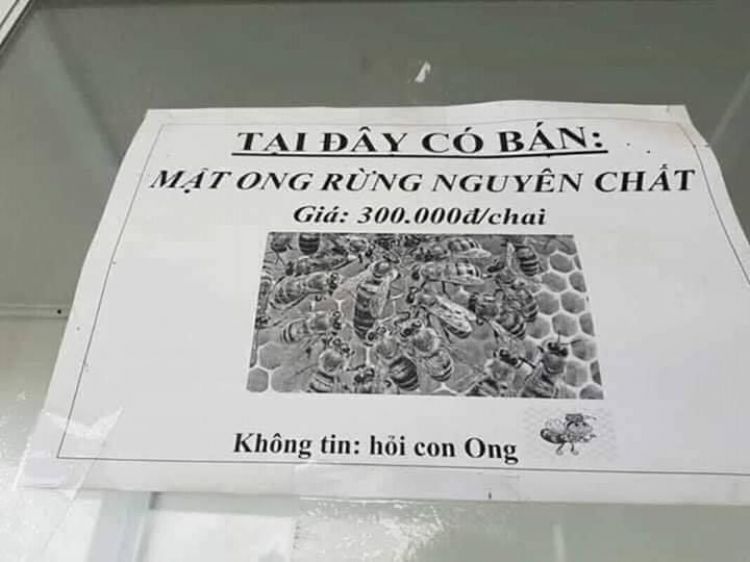 TẠI ĐÂY CÓ BÁN:
MẬT ONG RỪNG NGUYÊN CHẤT
Giá: 300.000đ/chai
Không tin: hỏi con Ong